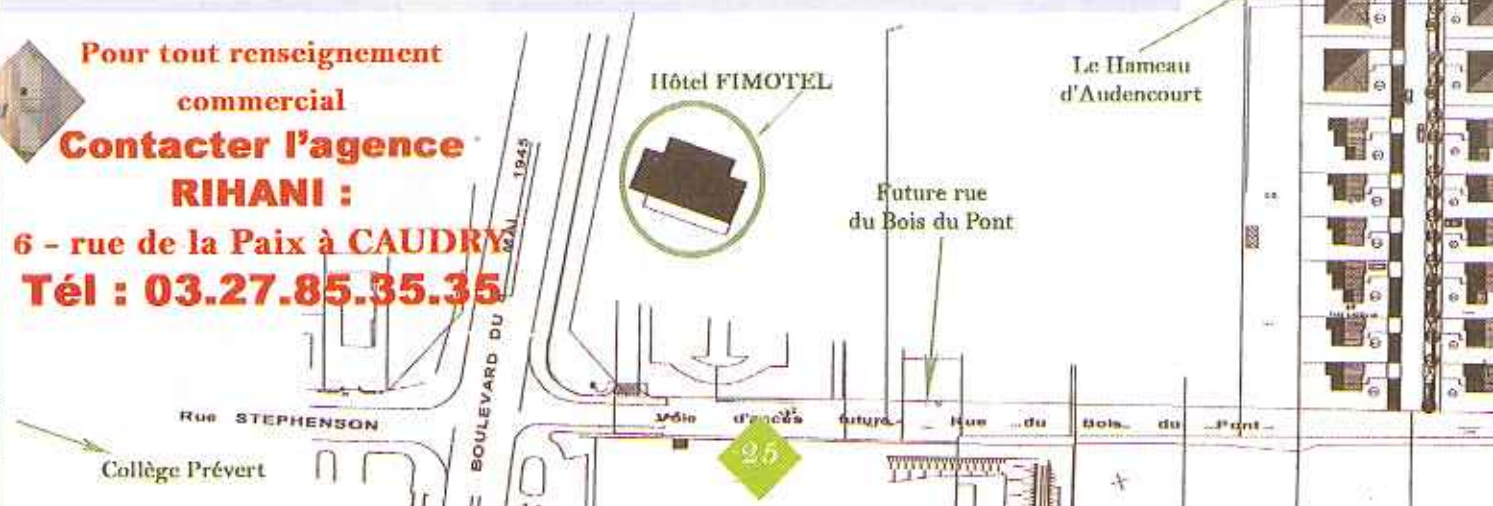 Pour tout renseignement
commercial
Contacter l'agence
RIHANI :
6 - rue de la Paix à CAUDRY
Tél : 03.27.85.35.35
Hôtel FIMOTEL
Le Hameau
d'Audencourt
Future rue
du Bois du Pont
BOULEVARD DU MAI 1945
Rue STEPHENSON
Voie d'accès future Rue du Bois du Pont
Collège Prévert
25